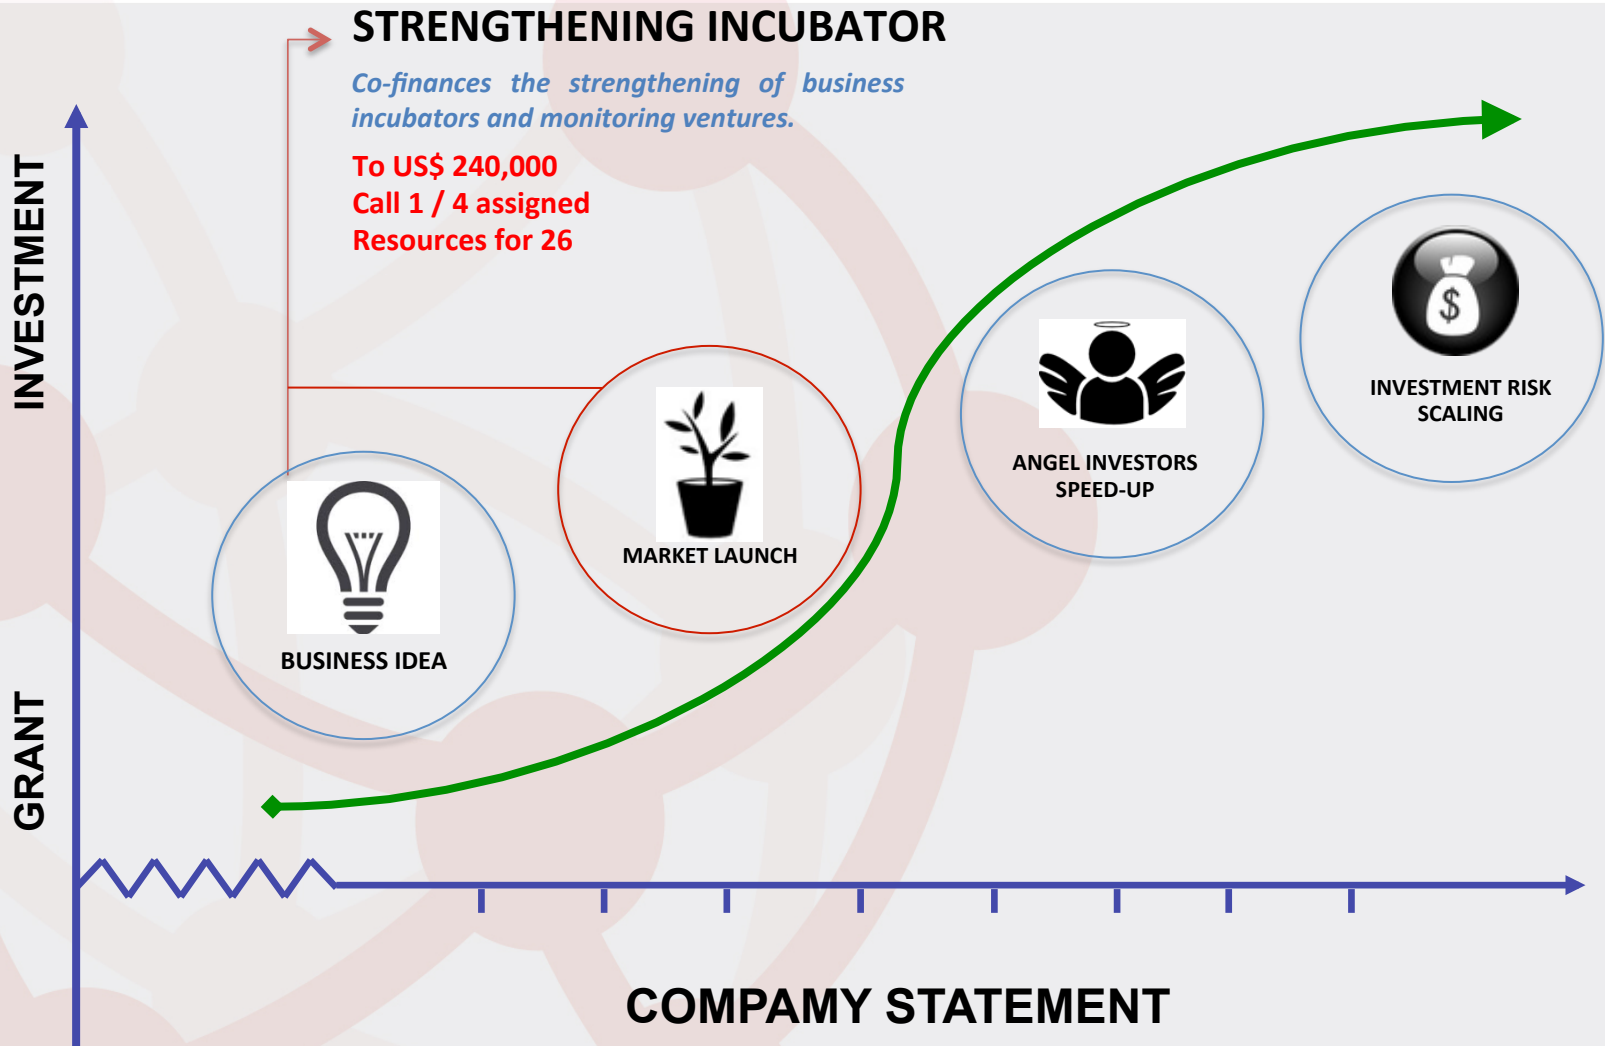 STRENGTHENING INCUBATOR
Co-finances the strengthening of business
incubators and monitoring ventures.
To US$ 240,000
Call 1 / 4 assigned
Resources for 26
INVESTMENT
GRANT
BUSINESS IDEA
MARKET LAUNCH
ANGEL INVESTORS
SPEED-UP
$
INVESTMENT RISK
SCALING
COMPAMY STATEMENT